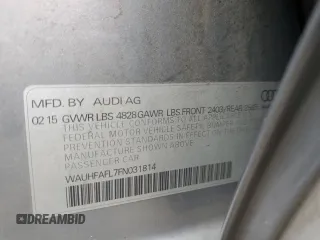 MFD. BY AUDI AG
02 15 GVWR LBS 4828 GAWR LBS.FRONT 2403/REAR
THIS VEHICLE CONFORMS TO ALL APPLICABLE
FEDERAL MOTOR VEHICLE SAFETY, BUMPER AND
THEFT PREVENTION STANDARDS IN EFFECT ON THE
DATE OF MANUFACTURE SHOWN ABOVE
PASSENGER CAR
WAUHFAFL7FN031814
DREAMBID